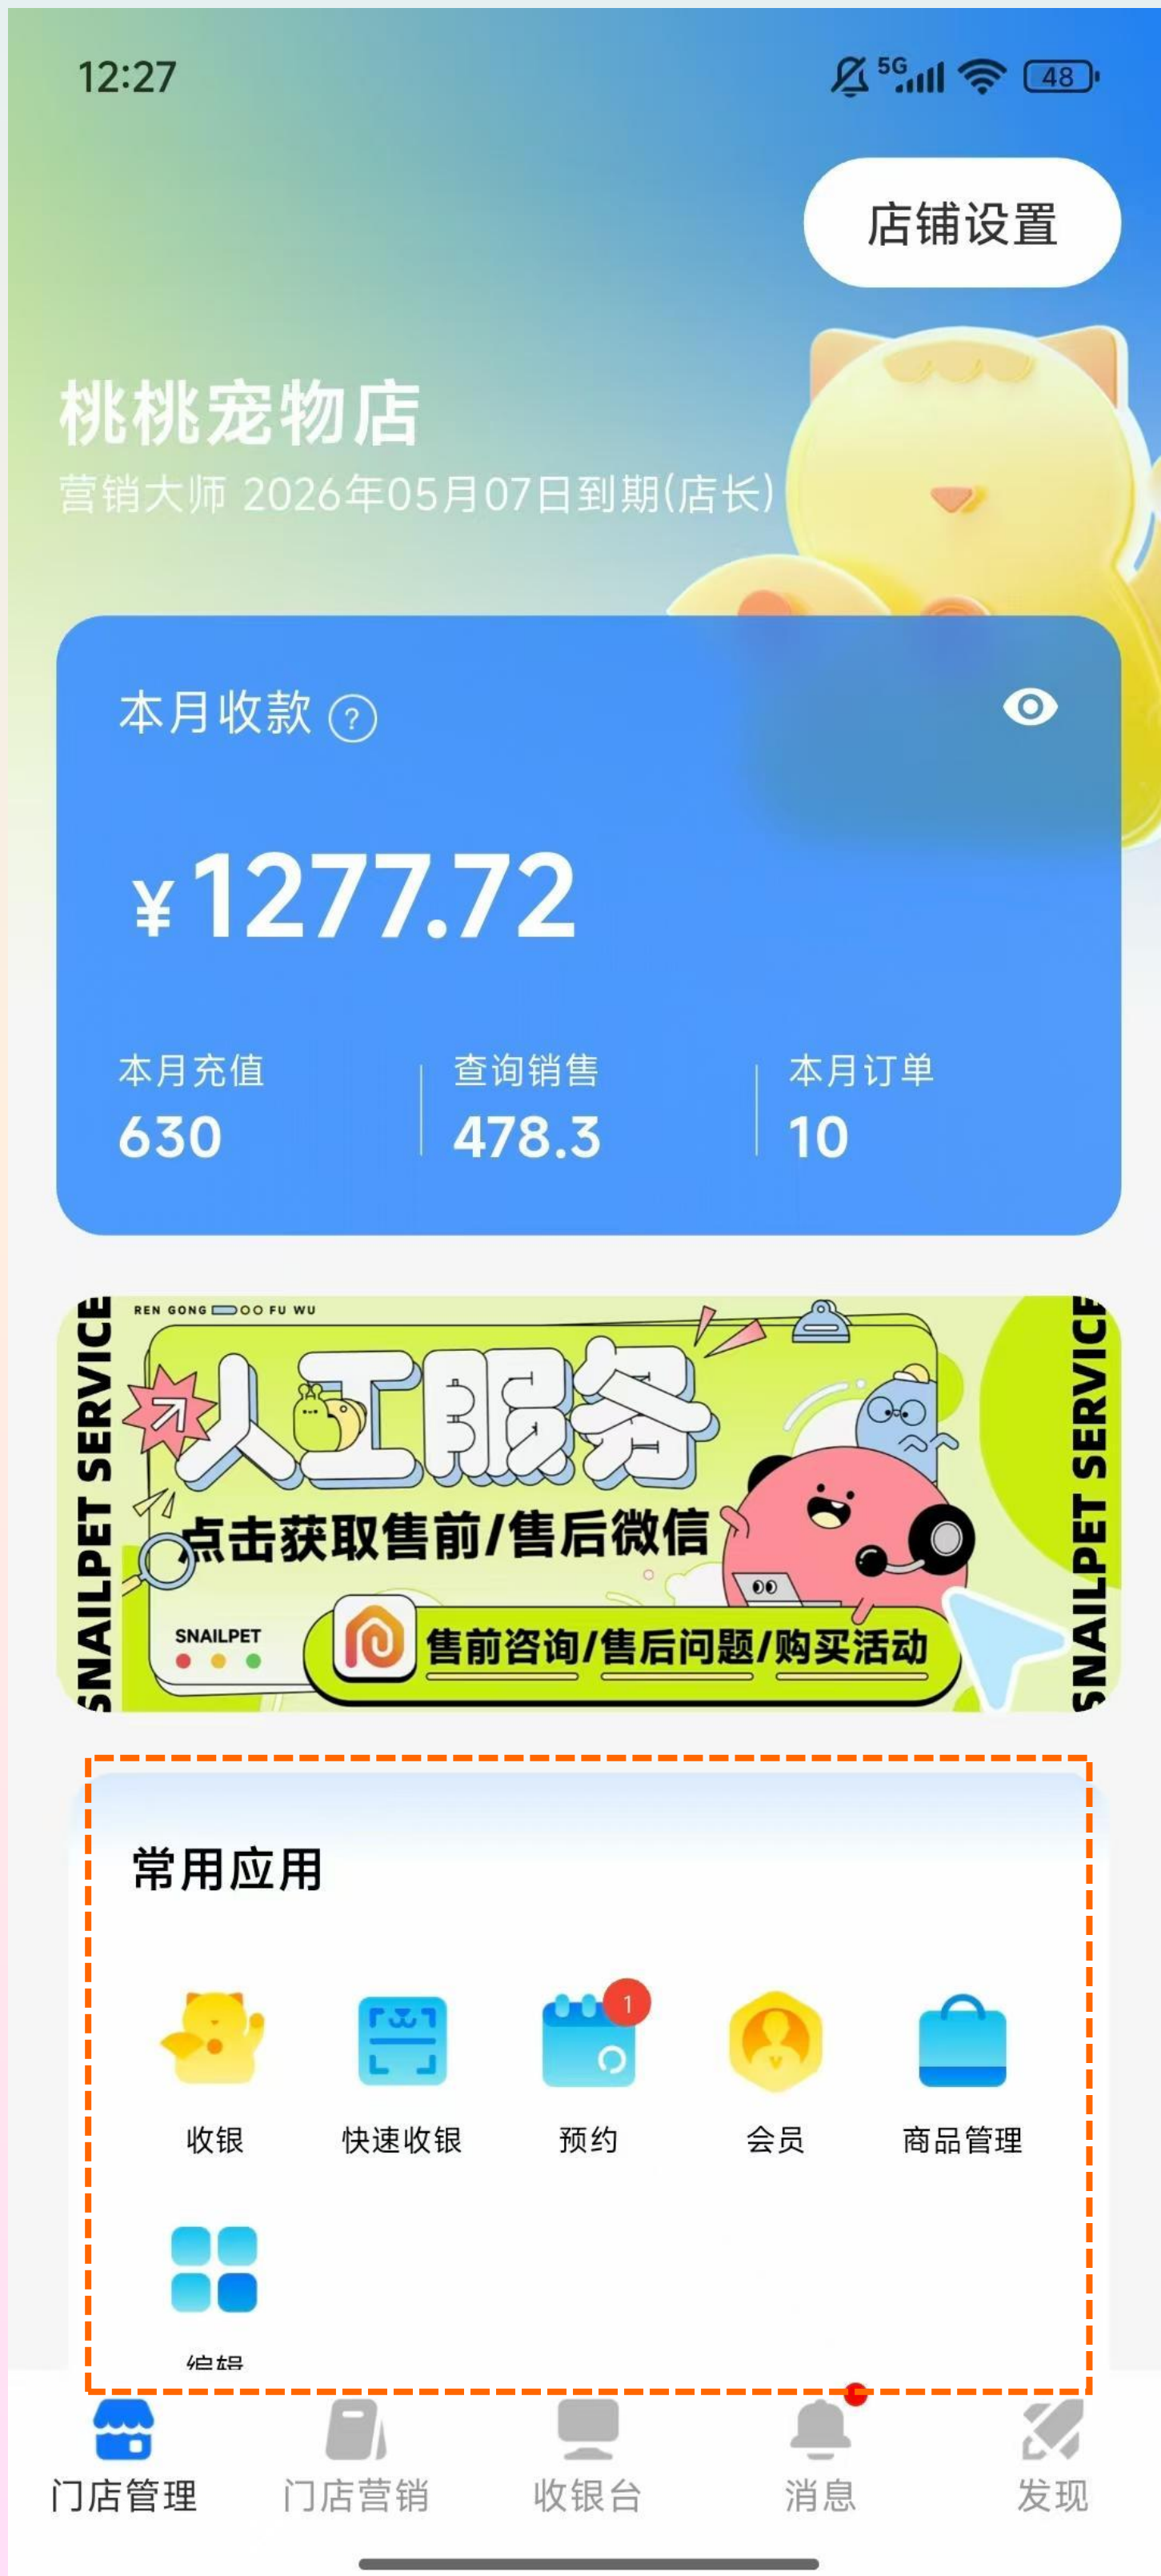 12:27
5G
48
店铺设置
桃桃宠物店
营销大师 2026年05月07日到期(店长)
本月收款 ?
¥1277.72
本月充值 查询销售 本月订单
630 478.3 10
REN GONG FU WU
SNAILPET SERVICE
人工服务
点击获取售前/售后微信
SNAILPET
售前咨询/售后问题/购买活动
SNAILPET SERVICE
常用应用
1
收银 快速收银 预约 会员 商品管理
编辑
门店管理 门店营销 收银台 消息 发现